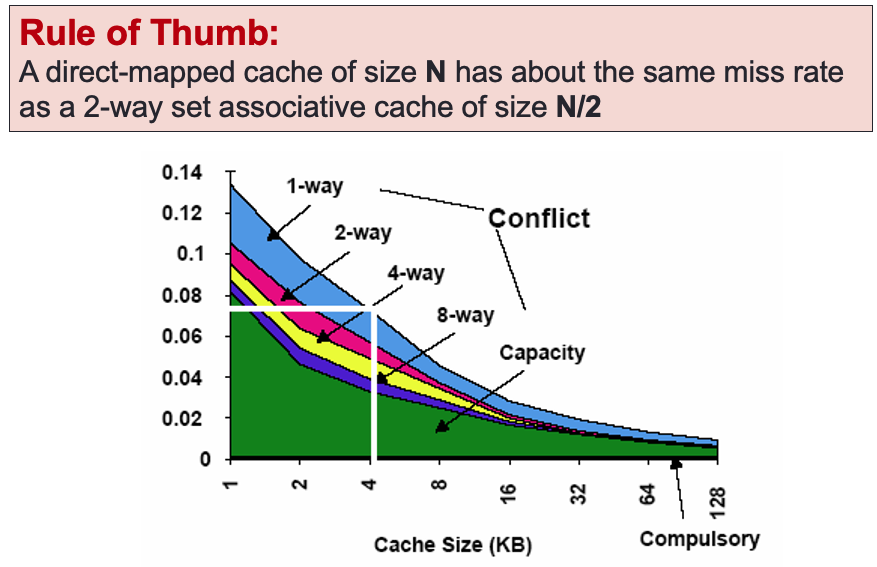 Rule of Thumb:
A direct-mapped cache of size N has about the same miss rate
as a 2-way set associative cache of size N/2
0.14
0.12
0.1
0.08
0.06
0.04
0.02
0
1-way
2-way
4-way
8-way
Conflict
Capacity
1
2
4
8
16
32
64
128
Cache Size (KB)
Compulsory